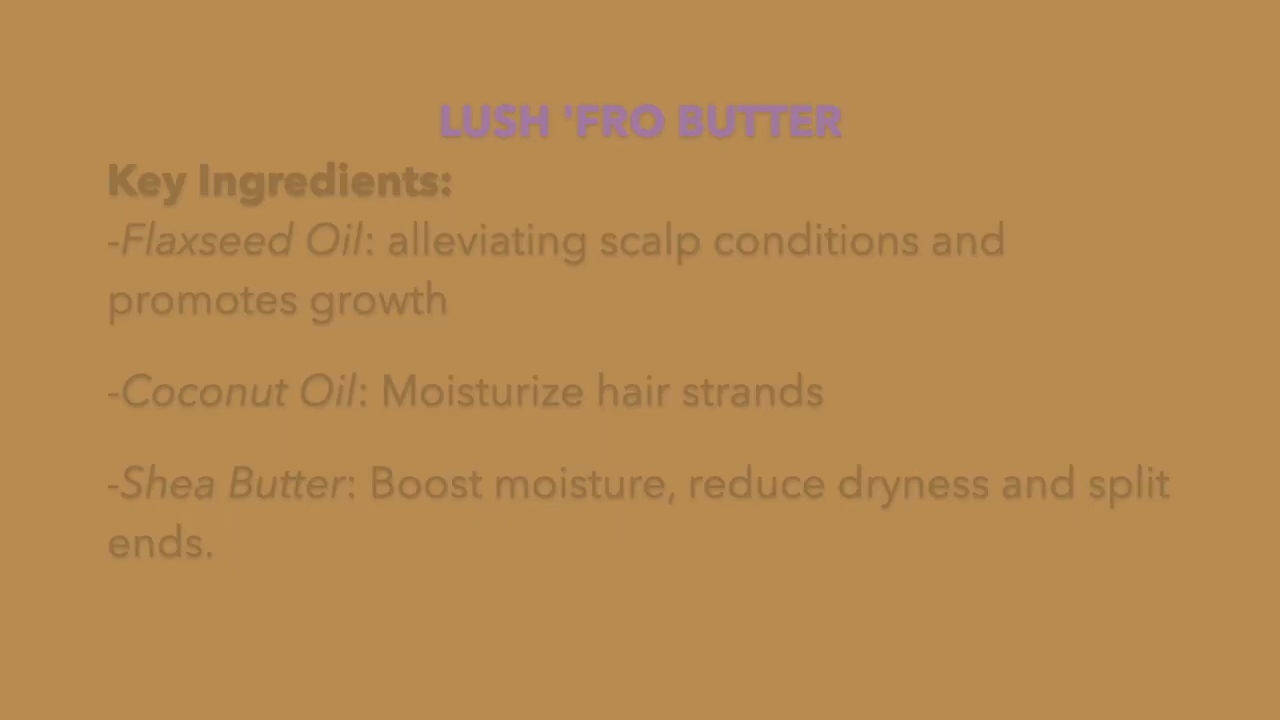 LUSH 'FRO BUTTER
Key Ingredients:
-Flaxseed Oil: alleviating scalp conditions and
promotes growth
-Coconut Oil: Moisturize hair strands
-Shea Butter: Boost moisture, reduce dryness and split
ends.